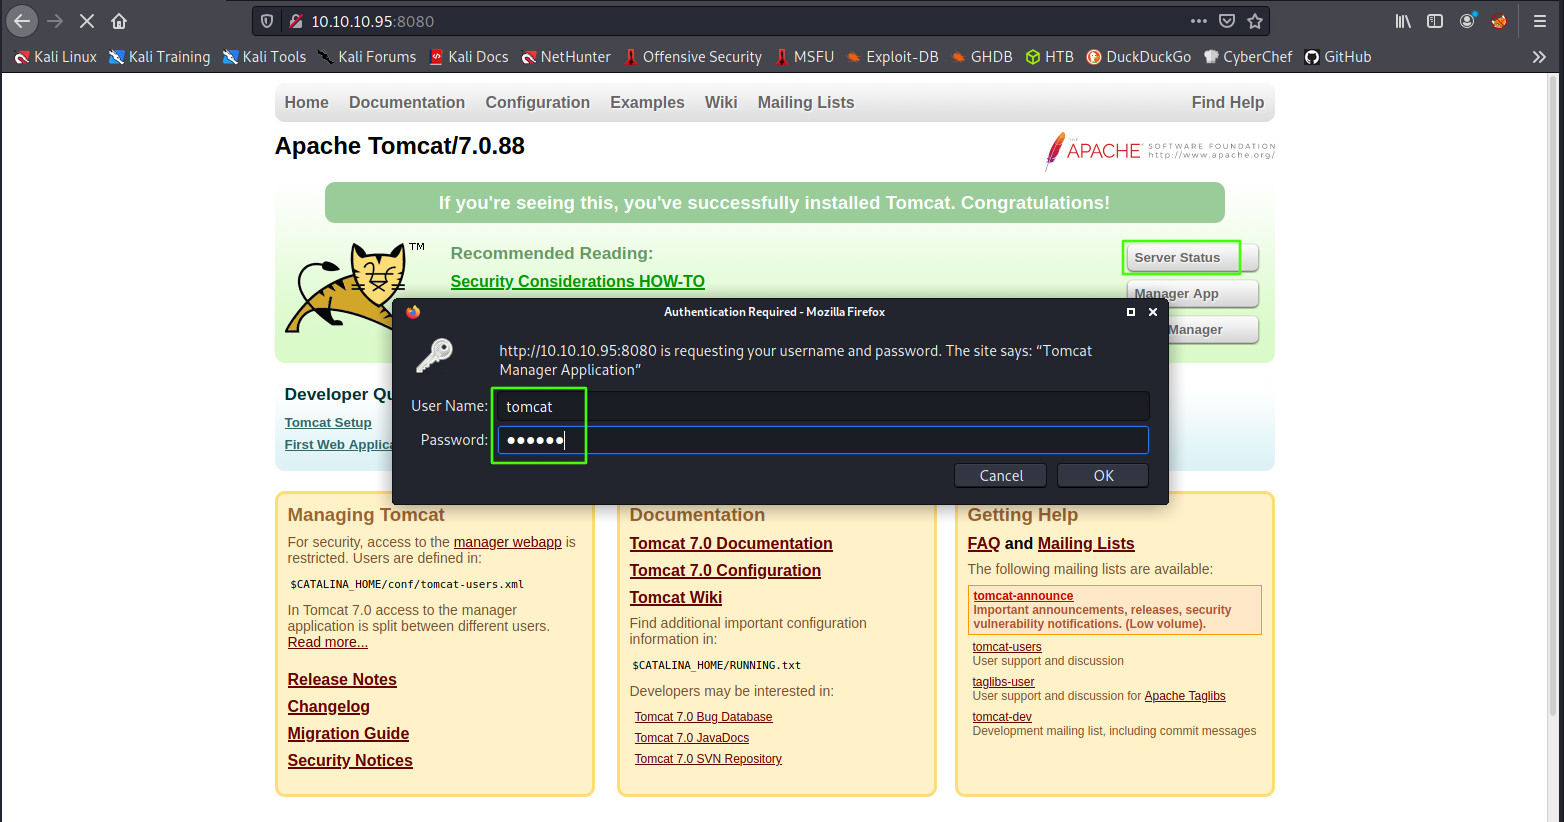 10.10.10.95:8080
Kali Linux Kali Training Kali Tools Kali Forums Kali Docs NetHunter Offensive Security MSFU Exploit-DB GHDB HTB DuckDuckGo CyberChef GitHub
Home Documentation Configuration Examples Wiki Mailing Lists Find Help
Apache Tomcat/7.0.88
THE
APACHE SOFTWARE FOUNDATION
http://www.apache.org/
If you're seeing this, you've successfully installed Tomcat. Congratulations!
TM
Recommended Reading:
Security Considerations HOW-TO
Server Status
Manager App
Manager
Authentication Required - Mozilla Firefox
http://10.10.10.95:8080 is requesting your username and password. The site says: “Tomcat
Manager Application”
User Name: tomcat
Password: ●●●●●●
Cancel OK
Developer Qu
Tomcat Setup
First Web Applica
Managing Tomcat
For security, access to the manager webapp is
restricted. Users are defined in:
$CATALINA_HOME/conf/tomcat-users.xml
In Tomcat 7.0 access to the manager
application is split between different users.
Read more...
Release Notes
Changelog
Migration Guide
Security Notices
Documentation
Tomcat 7.0 Documentation
Tomcat 7.0 Configuration
Tomcat Wiki
Find additional important configuration
information in:
$CATALINA_HOME/RUNNING.txt
Developers may be interested in:
Tomcat 7.0 Bug Database
Tomcat 7.0 JavaDocs
Tomcat 7.0 SVN Repository
Getting Help
FAQ and Mailing Lists
The following mailing lists are available:
tomcat-announce
Important announcements, releases, security
vulnerability notifications. (Low volume).
tomcat-users
User support and discussion
taglibs-user
User support and discussion for Apache Taglibs
tomcat-dev
Development mailing list, including commit messages